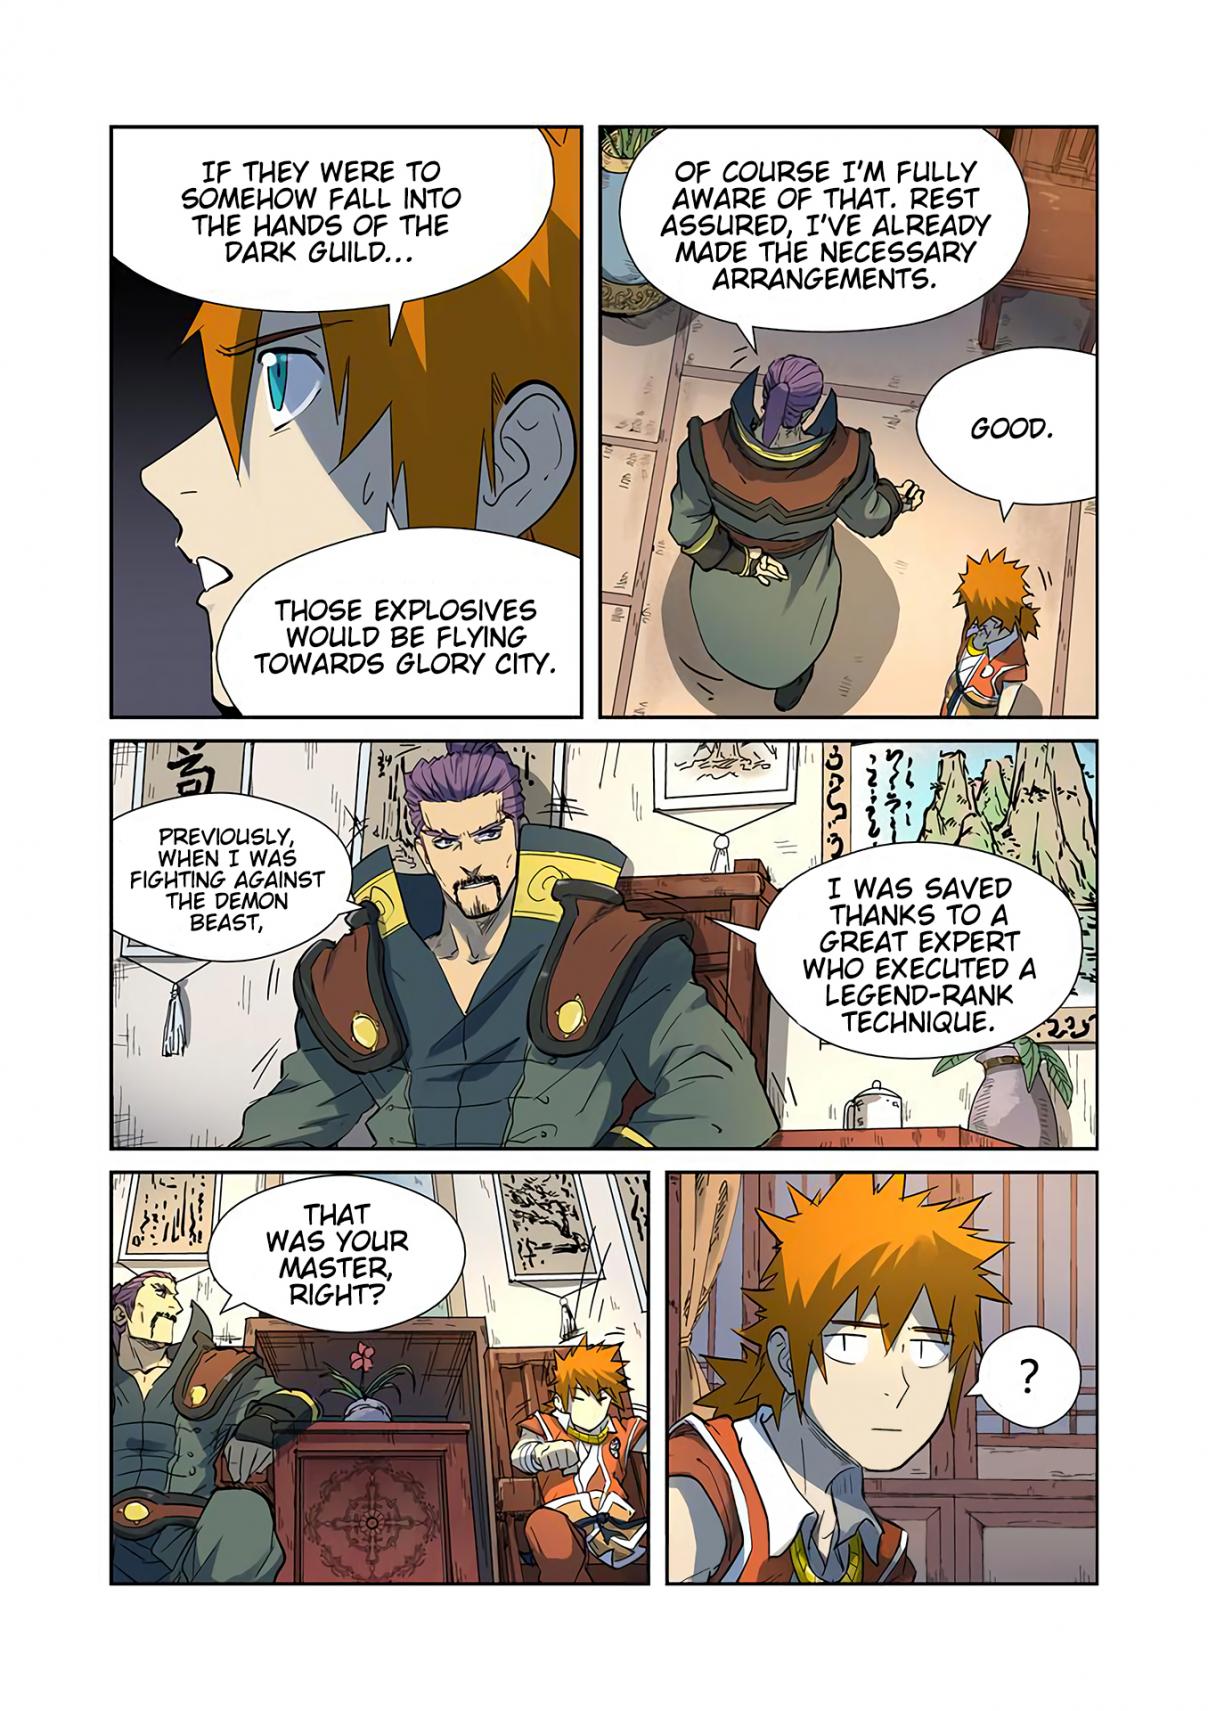 IF THEY WERE TO
SOMEHOW FALL INTO
THE HANDS OF THE
DARK GUILD...
THOSE EXPLOSIVES
WOULD BE FLYING
TOWARDS GLORY CITY.
OF COURSE I'M FULLY
AWARE OF THAT. REST
ASSURED, I'VE ALREADY
MADE THE NECESSARY
ARRANGEMENTS.
GOOD.
PREVIOUSLY,
WHEN I WAS
FIGHTING AGAINST
THE DEMON
BEAST,
I WAS SAVED
THANKS TO A
GREAT EXPERT
WHO EXECUTED A
LEGEND-RANK
TECHNIQUE.
THAT
WAS YOUR
MASTER,
RIGHT?
?